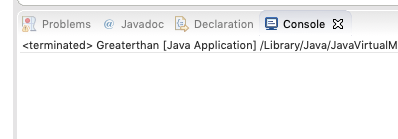 Problems @ Javadoc Declaration Console
<terminated> Greaterthan [Java Application] /Library/Java/JavaVirtualM